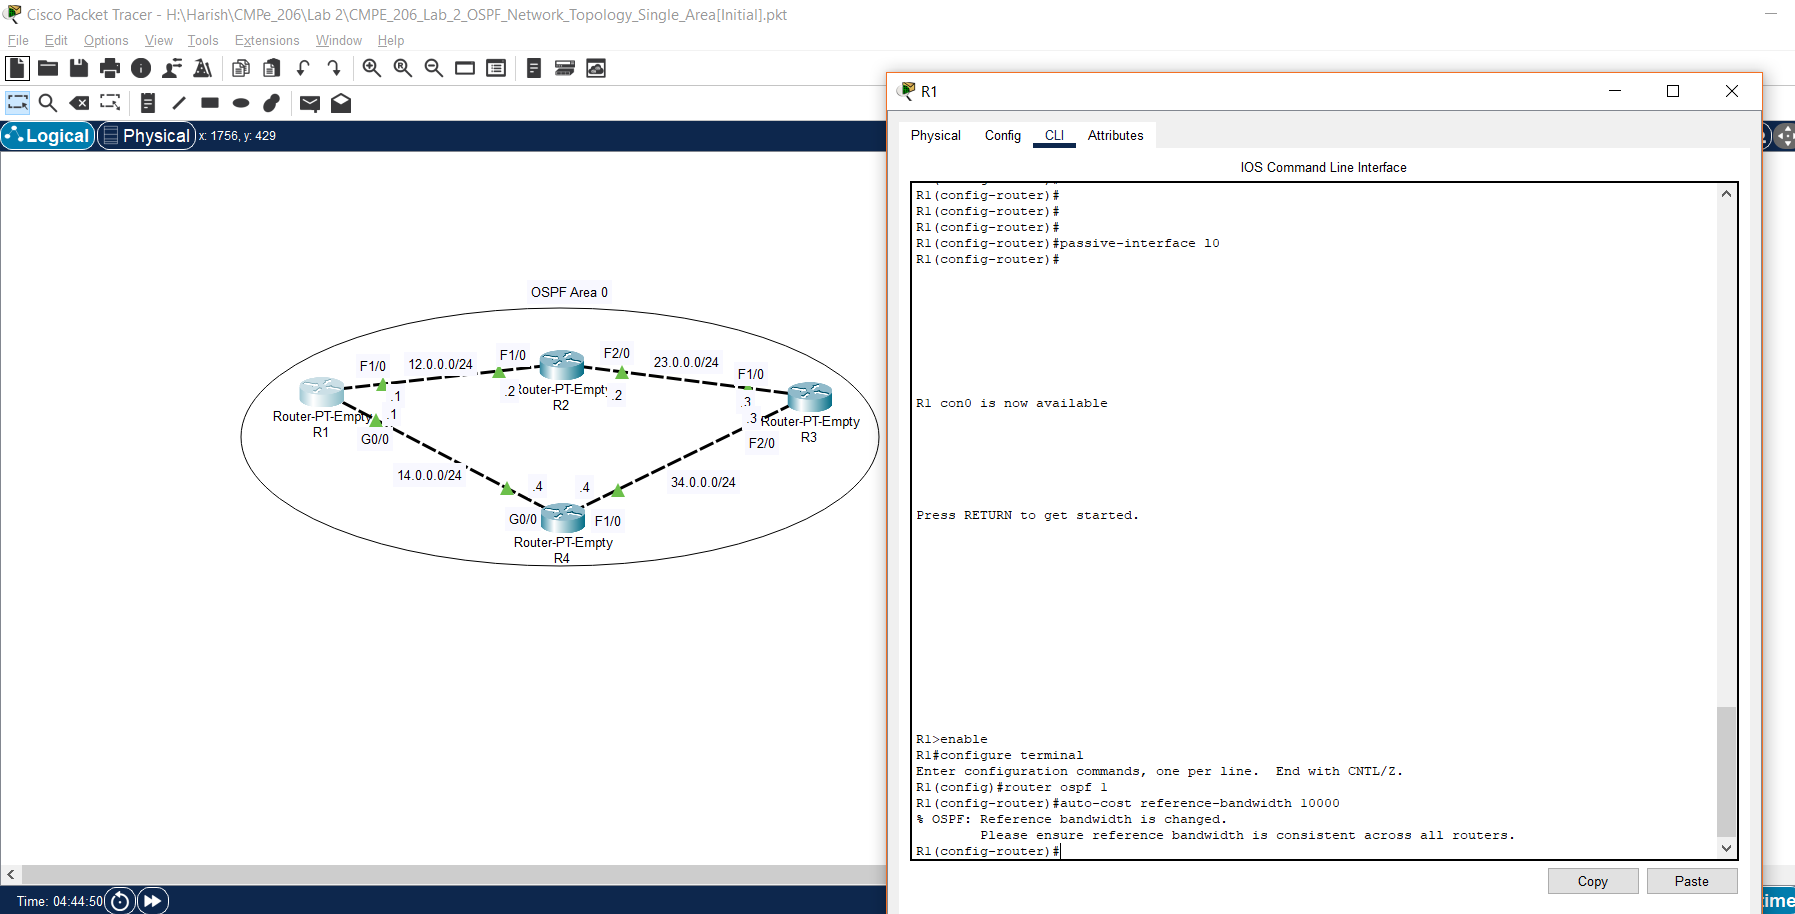 Cisco Packet Tracer - H:\Harish\CMPe_206\Lab 2\CMPE_206_Lab_2_OSPF_Network_Topology_Single_Area[Initial].pkt
File Edit Options View Tools Extensions Window Help
Logical Physical x: 1756, y: 429
OSPF Area 0
F1/0 12.0.0.0/24 F1/0 F2/0 23.0.0.0/24 F1/0
.1 .2 Router-PT-Empty .2 .3
R2
Router-PT-Empty .1 .3 Router-PT-Empty
R1 R3
G0/0 F2/0
14.0.0.0/24 .4 .4 34.0.0.0/24
G0/0 F1/0
Router-PT-Empty
R4
Time: 04:44:50
R1
Physical Config CLI Attributes
IOS Command Line Interface
R1(config-router)#
R1(config-router)#
R1(config-router)#
R1(config-router)#passive-interface l0
R1(config-router)#
R1 con0 is now available
Press RETURN to get started.
R1>enable
R1#configure terminal
Enter configuration commands, one per line.  End with CNTL/Z.
R1(config)#router ospf 1
R1(config-router)#auto-cost reference-bandwidth 10000
% OSPF: Reference bandwidth is changed.
Please ensure reference bandwidth is consistent across all routers.
R1(config-router)#
Copy Paste